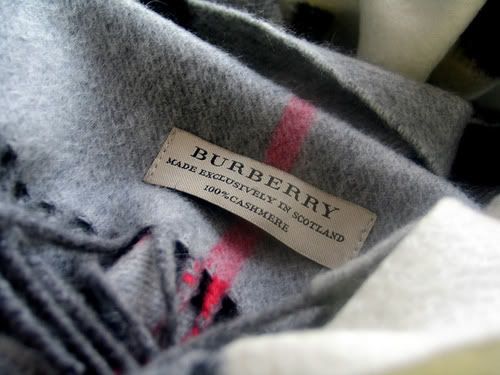 BURBERRY
MADE EXCLUSIVELY IN SCOTLAND
100% CASHMERE